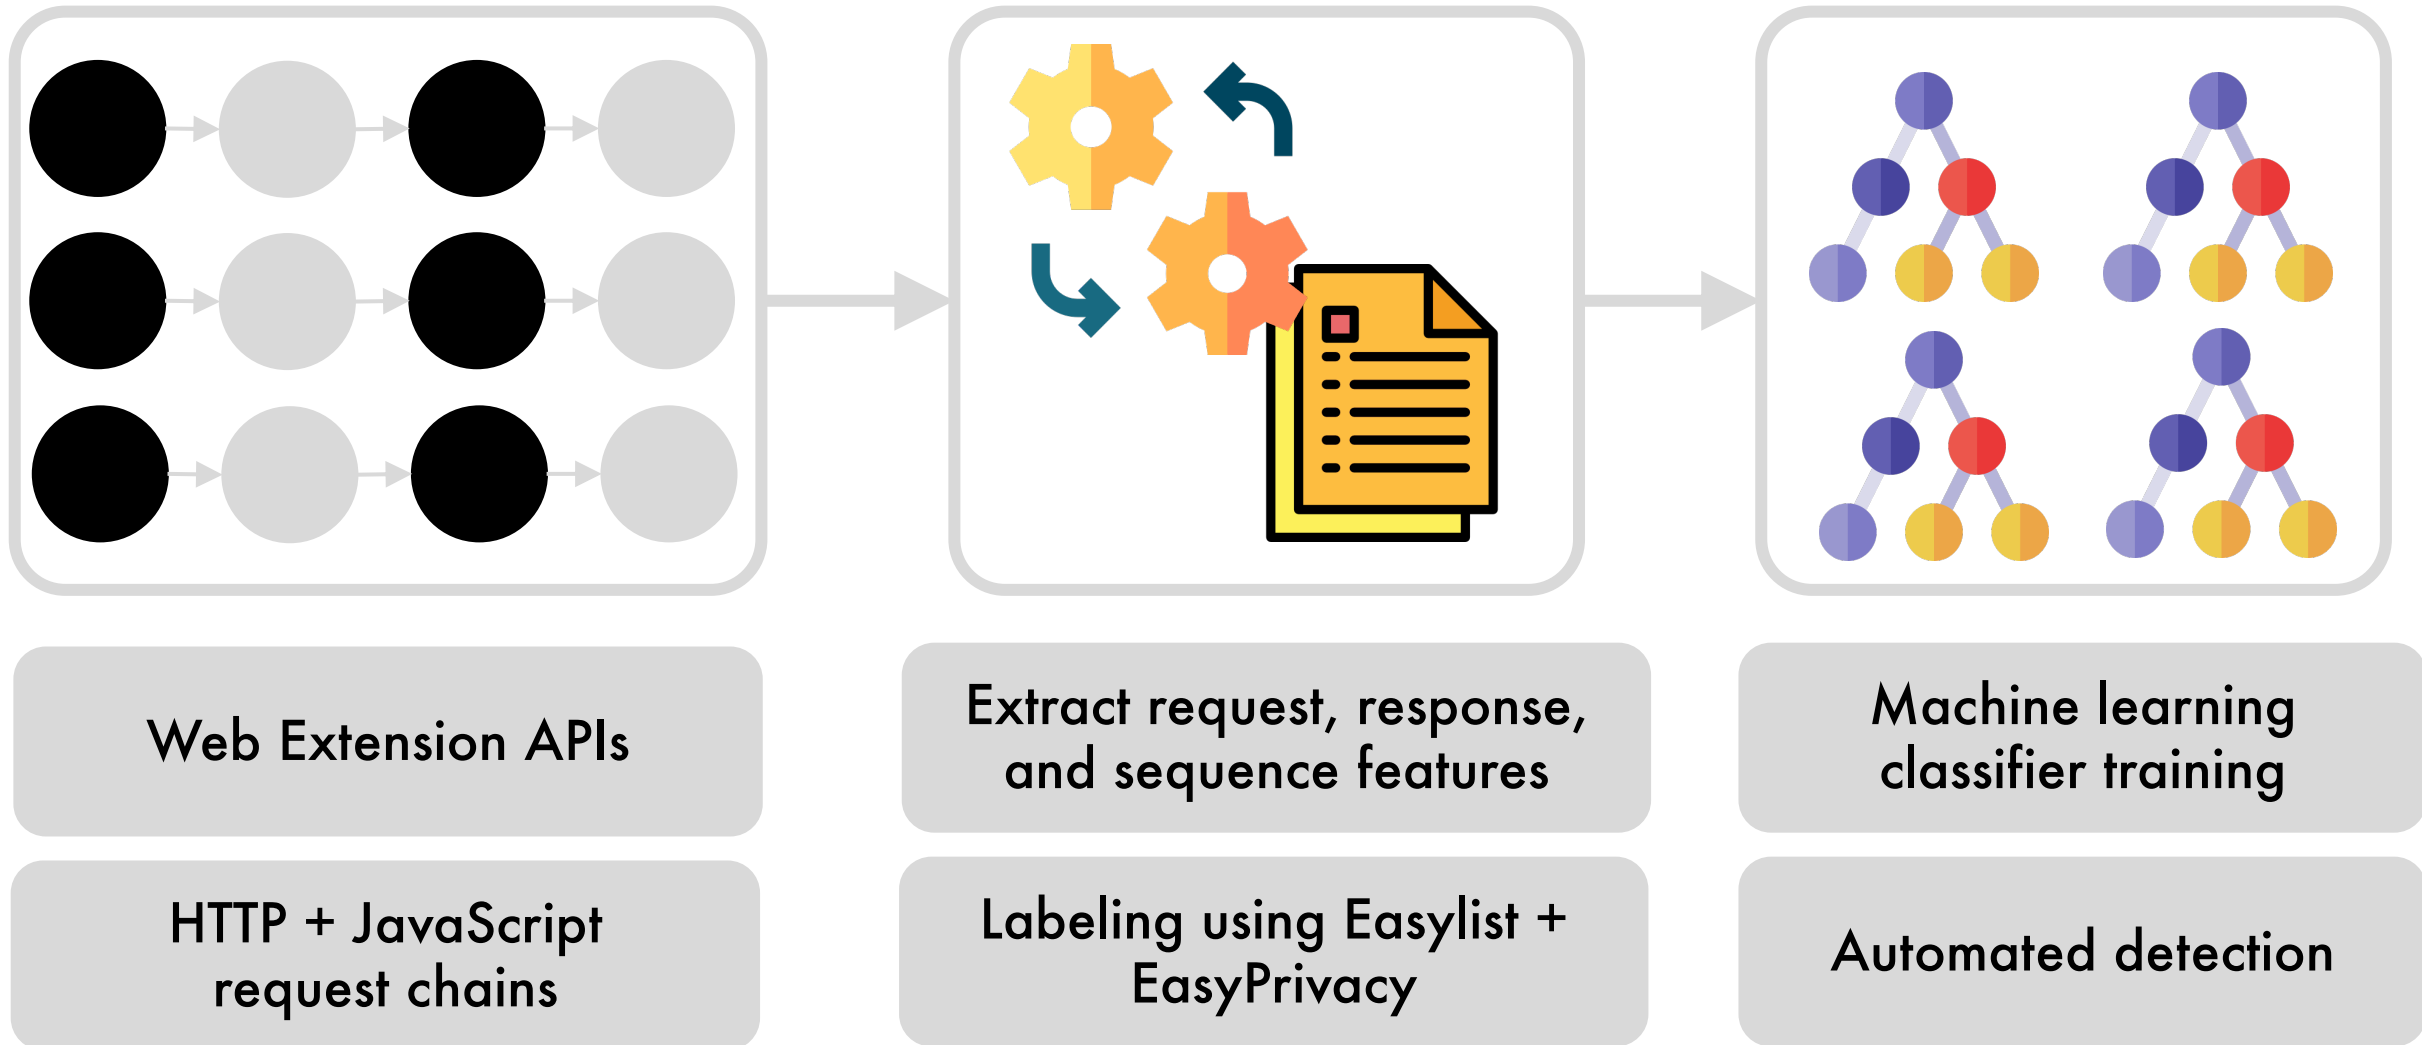 Web Extension APIs
Extract request, response,
and sequence features
Machine learning
classifier training
HTTP + JavaScript
request chains
Labeling using Easylist +
EasyPrivacy
Automated detection